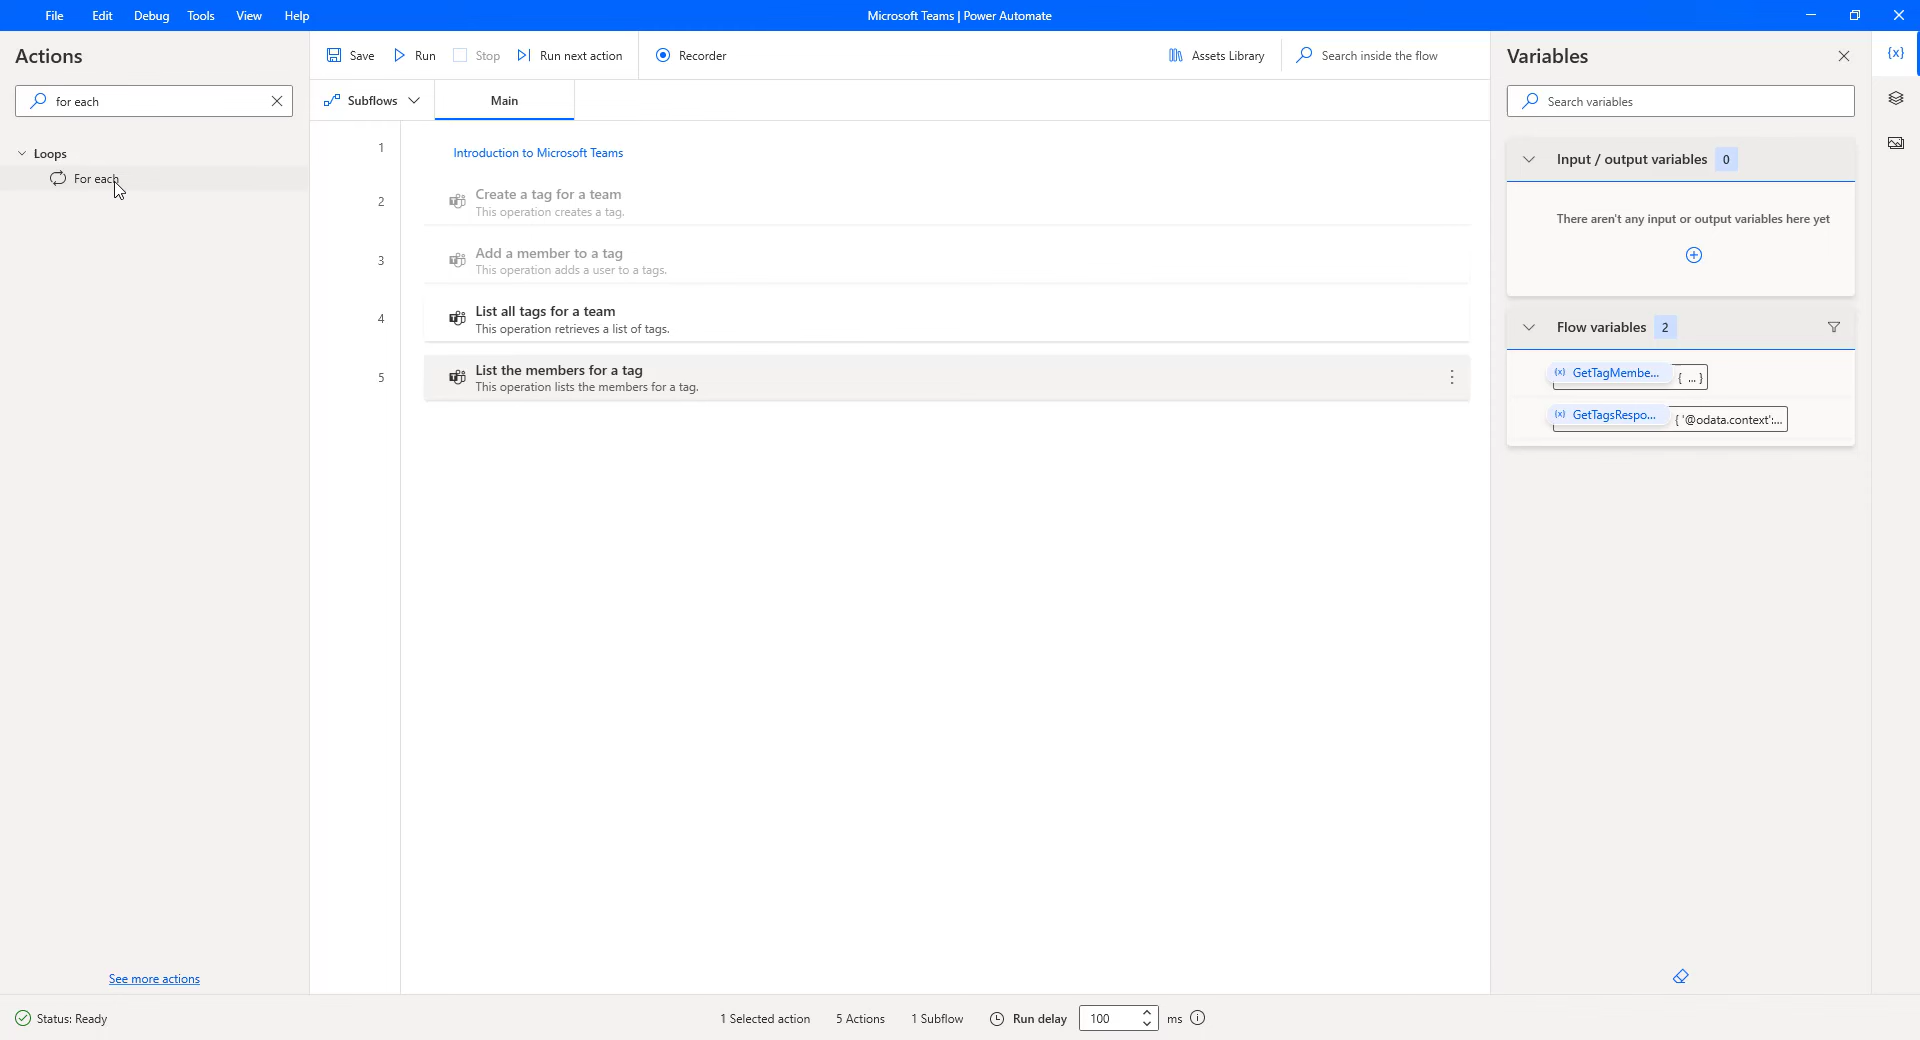 File Edit Debug Tools View Help
Microsoft Teams | Power Automate
Actions
for each
Loops
For each
See more actions
Save Run Stop Run next action Recorder
Assets Library Search inside the flow
Subflows Main
1 Introduction to Microsoft Teams
2 Create a tag for a team
This operation creates a tag.
3 Add a member to a tag
This operation adds a user to a tags.
4 List all tags for a team
This operation retrieves a list of tags.
5 List the members for a tag
This operation lists the members for a tag.
Variables
{x}
Search variables
Input / output variables 0
There aren't any input or output variables here yet
Flow variables 2
(x) GetTagMembe... { ... }
(x) GetTagsRespo... { '@odata.context':...
Status: Ready 1 Selected action 5 Actions 1 Subflow Run delay 100 ms